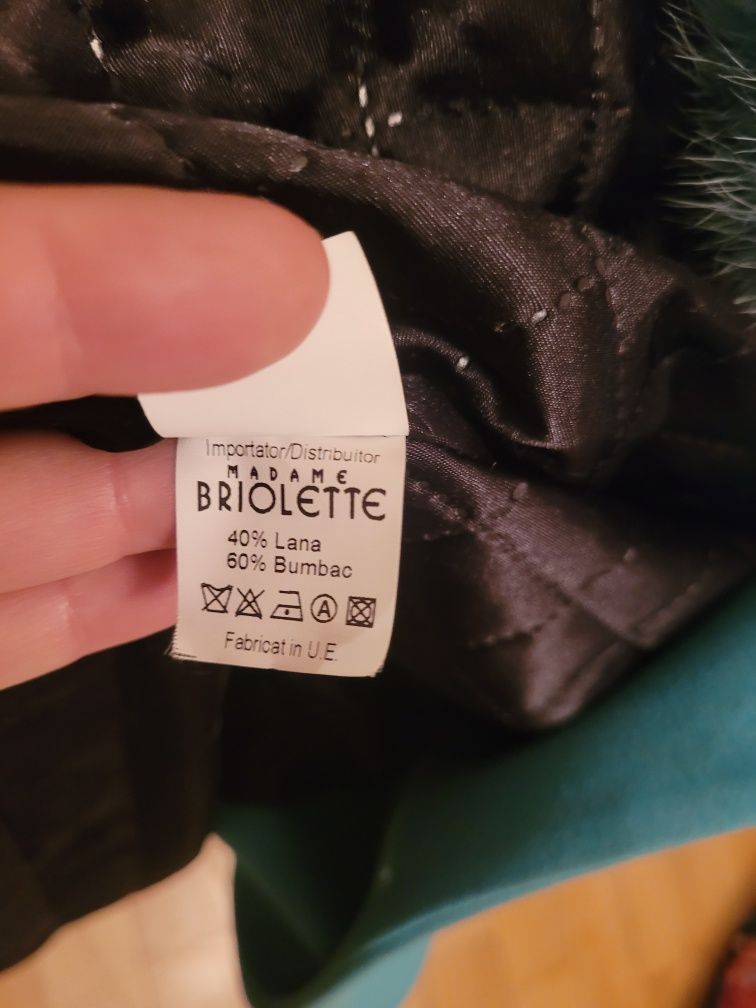 Importator/Distribuitor
MADAME
BRIOLETTE
40% Lana
60% Bumbac
A
Fabricat in U.E.